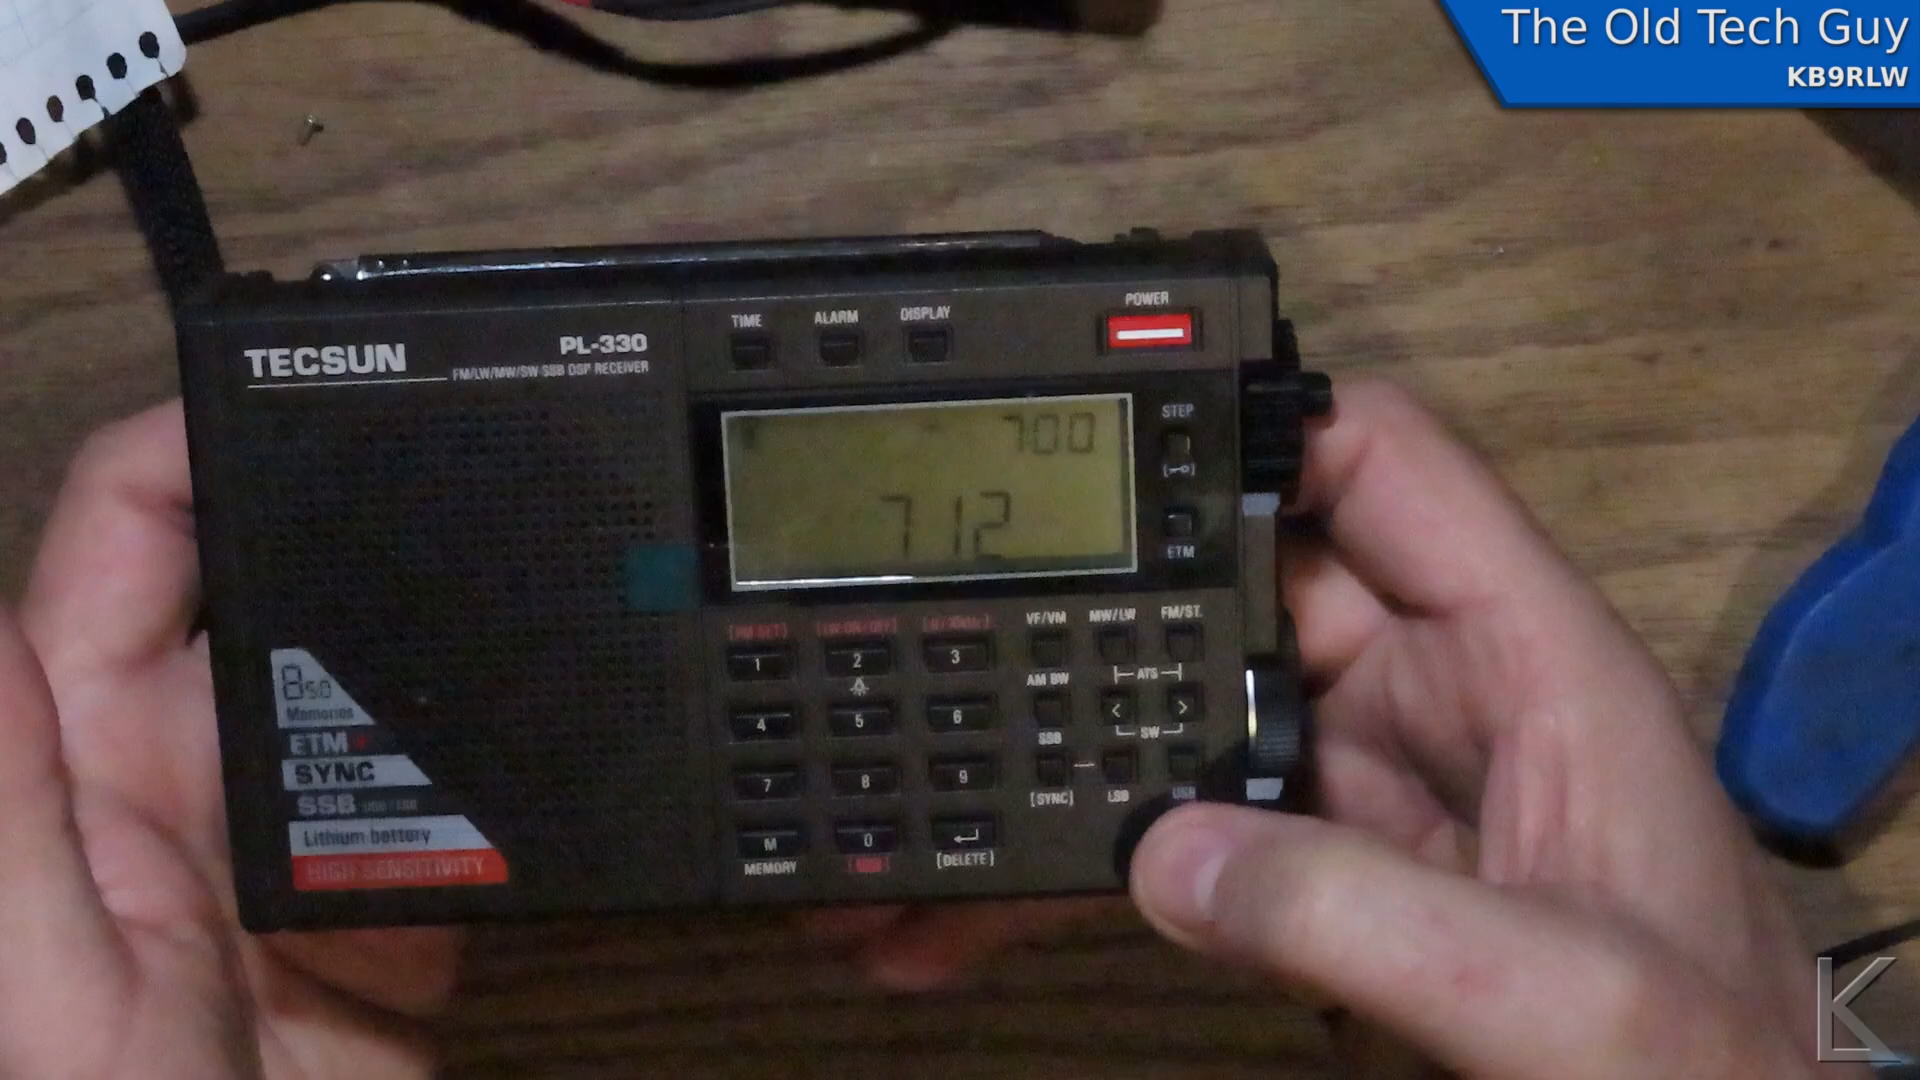 The Old Tech Guy
KB9RLW
POWER
TIME
ALARM
DISPLAY
TECSUN
PL-330
FM/LW/MW/SW SSB DSP RECEIVER
700
712
STEP
ETM
VF/VM
MW/LW
FM/ST.
1
2
3
AM BW
ATS
<
>
SW
4
5
6
SSB
7
8
9
[SYNC]
LSB
USB
M
0
MEMORY
[DELETE]
850
Memories
ETM+
SYNC
SSB USB/LSB
Lithium battery
HIGH SENSITIVITY
K